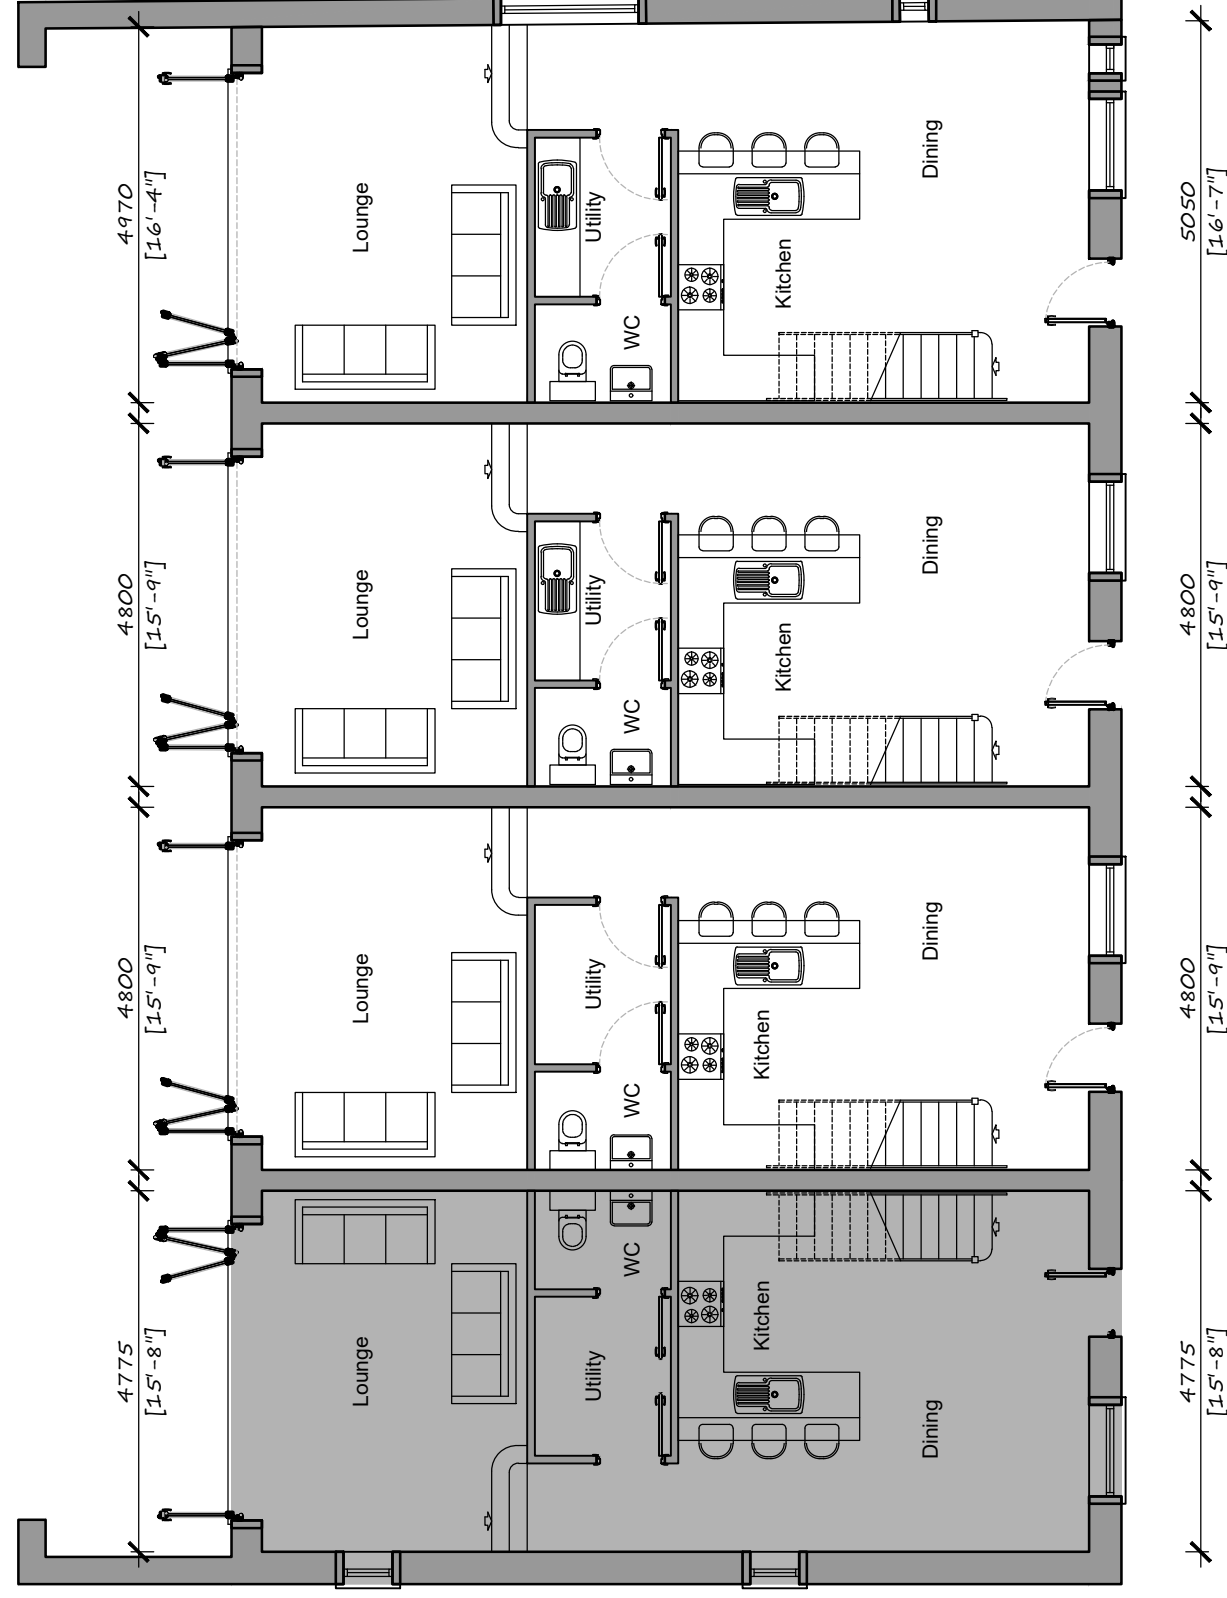 4970
[16'-4"]
Lounge
Utility
WC
Kitchen
Dining
5050
[16'-7"]
4800
[15'-9"]
Lounge
Utility
WC
Kitchen
Dining
4800
[15'-9"]
4800
[15'-9"]
Lounge
Utility
WC
Kitchen
Dining
4800
[15'-9"]
4775
[15'-8"]
Lounge
Utility
WC
Kitchen
Dining
4775
[15'-8"]